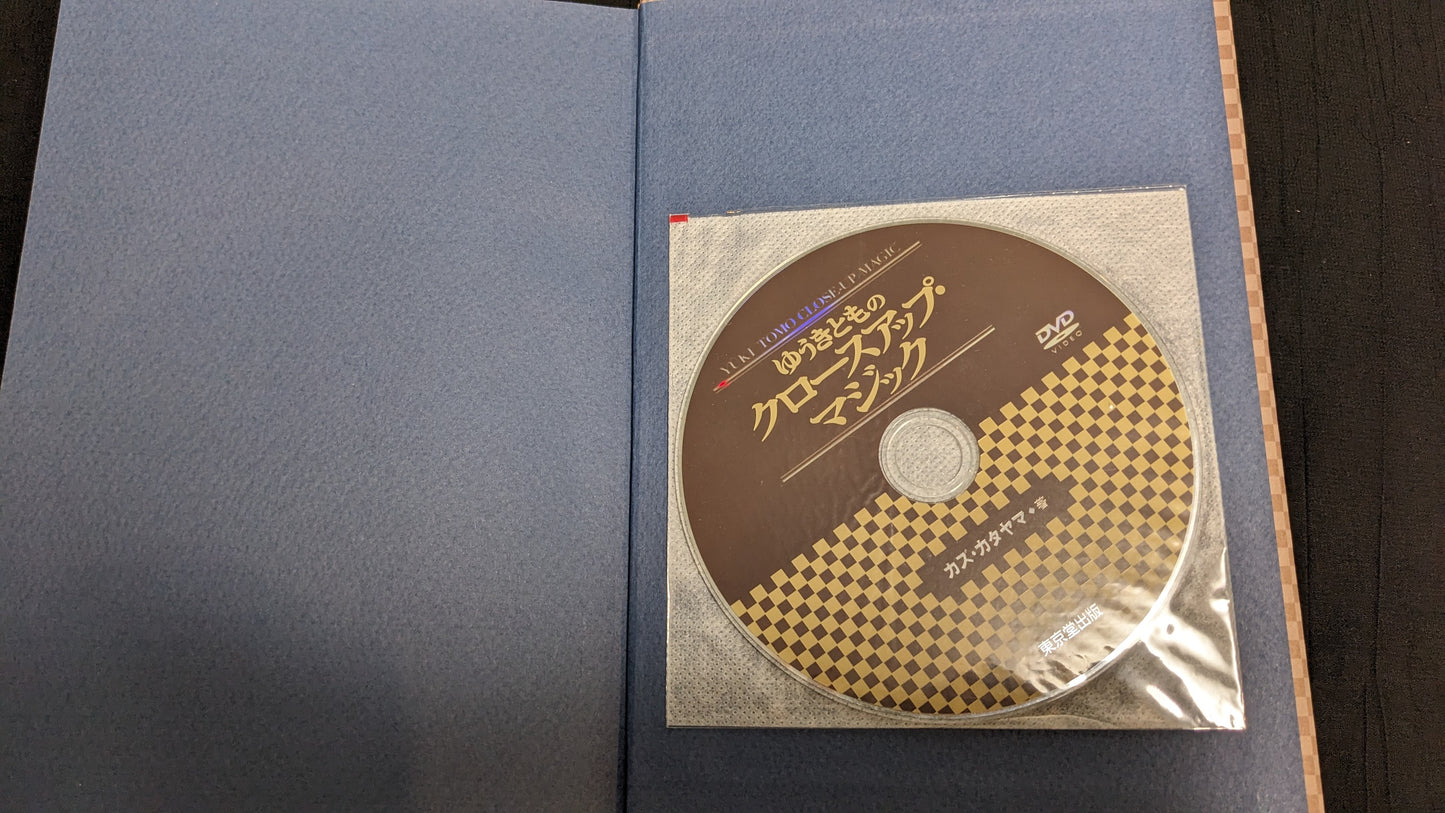 YUKI TOMO CLOSE-UP MAGIC
ゆうきともの
クロースアップ・
マジック
DVD
VIDEO
カズ・カタヤマ◆著
東京堂出版